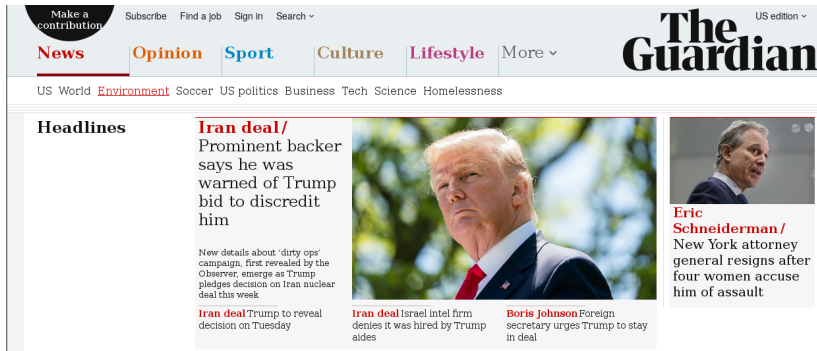 Make a
contribution
Subscribe Find a job Sign in Search
US edition
The
Guardian
News Opinion Sport Culture Lifestyle More
US World Environment Soccer US politics Business Tech Science Homelessness
Headlines
Iran deal/
Prominent backer
says he was
warned of Trump
bid to discredit
him
New details about 'dirty ops'
campaign, first revealed by the
Observer, emerge as Trump
pledges decision on Iran nuclear
deal this week
Iran deal Trump to reveal
decision on Tuesday
Iran deal Israel intel firm
denies it was hired by Trump
aides
Boris Johnson Foreign
secretary urges Trump to stay
in deal
Eric
Schneiderman/
New York attorney
general resigns after
four women accuse
him of assault